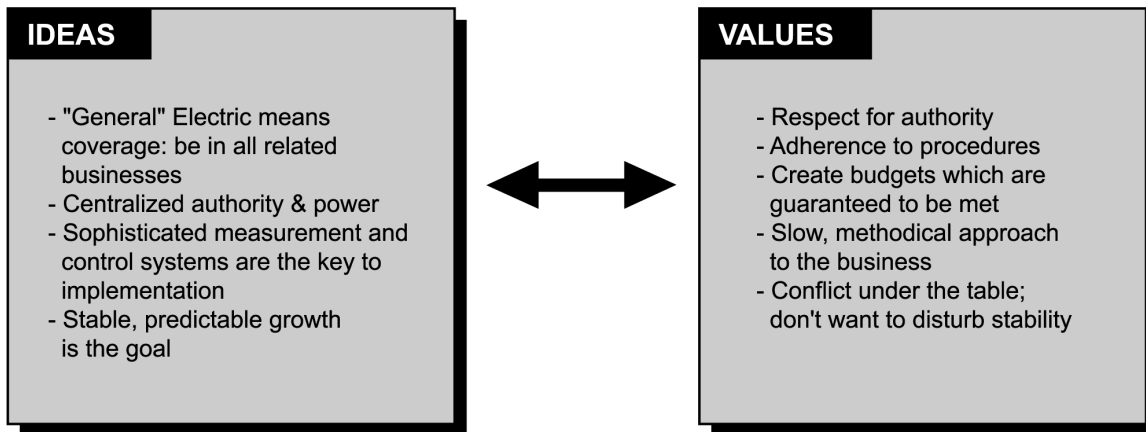 IDEAS
- "General" Electric means
coverage: be in all related
businesses
- Centralized authority & power
- Sophisticated measurement and
control systems are the key to
implementation
- Stable, predictable growth
is the goal
VALUES
- Respect for authority
- Adherence to procedures
- Create budgets which are
guaranteed to be met
- Slow, methodical approach
to the business
- Conflict under the table;
don't want to disturb stability